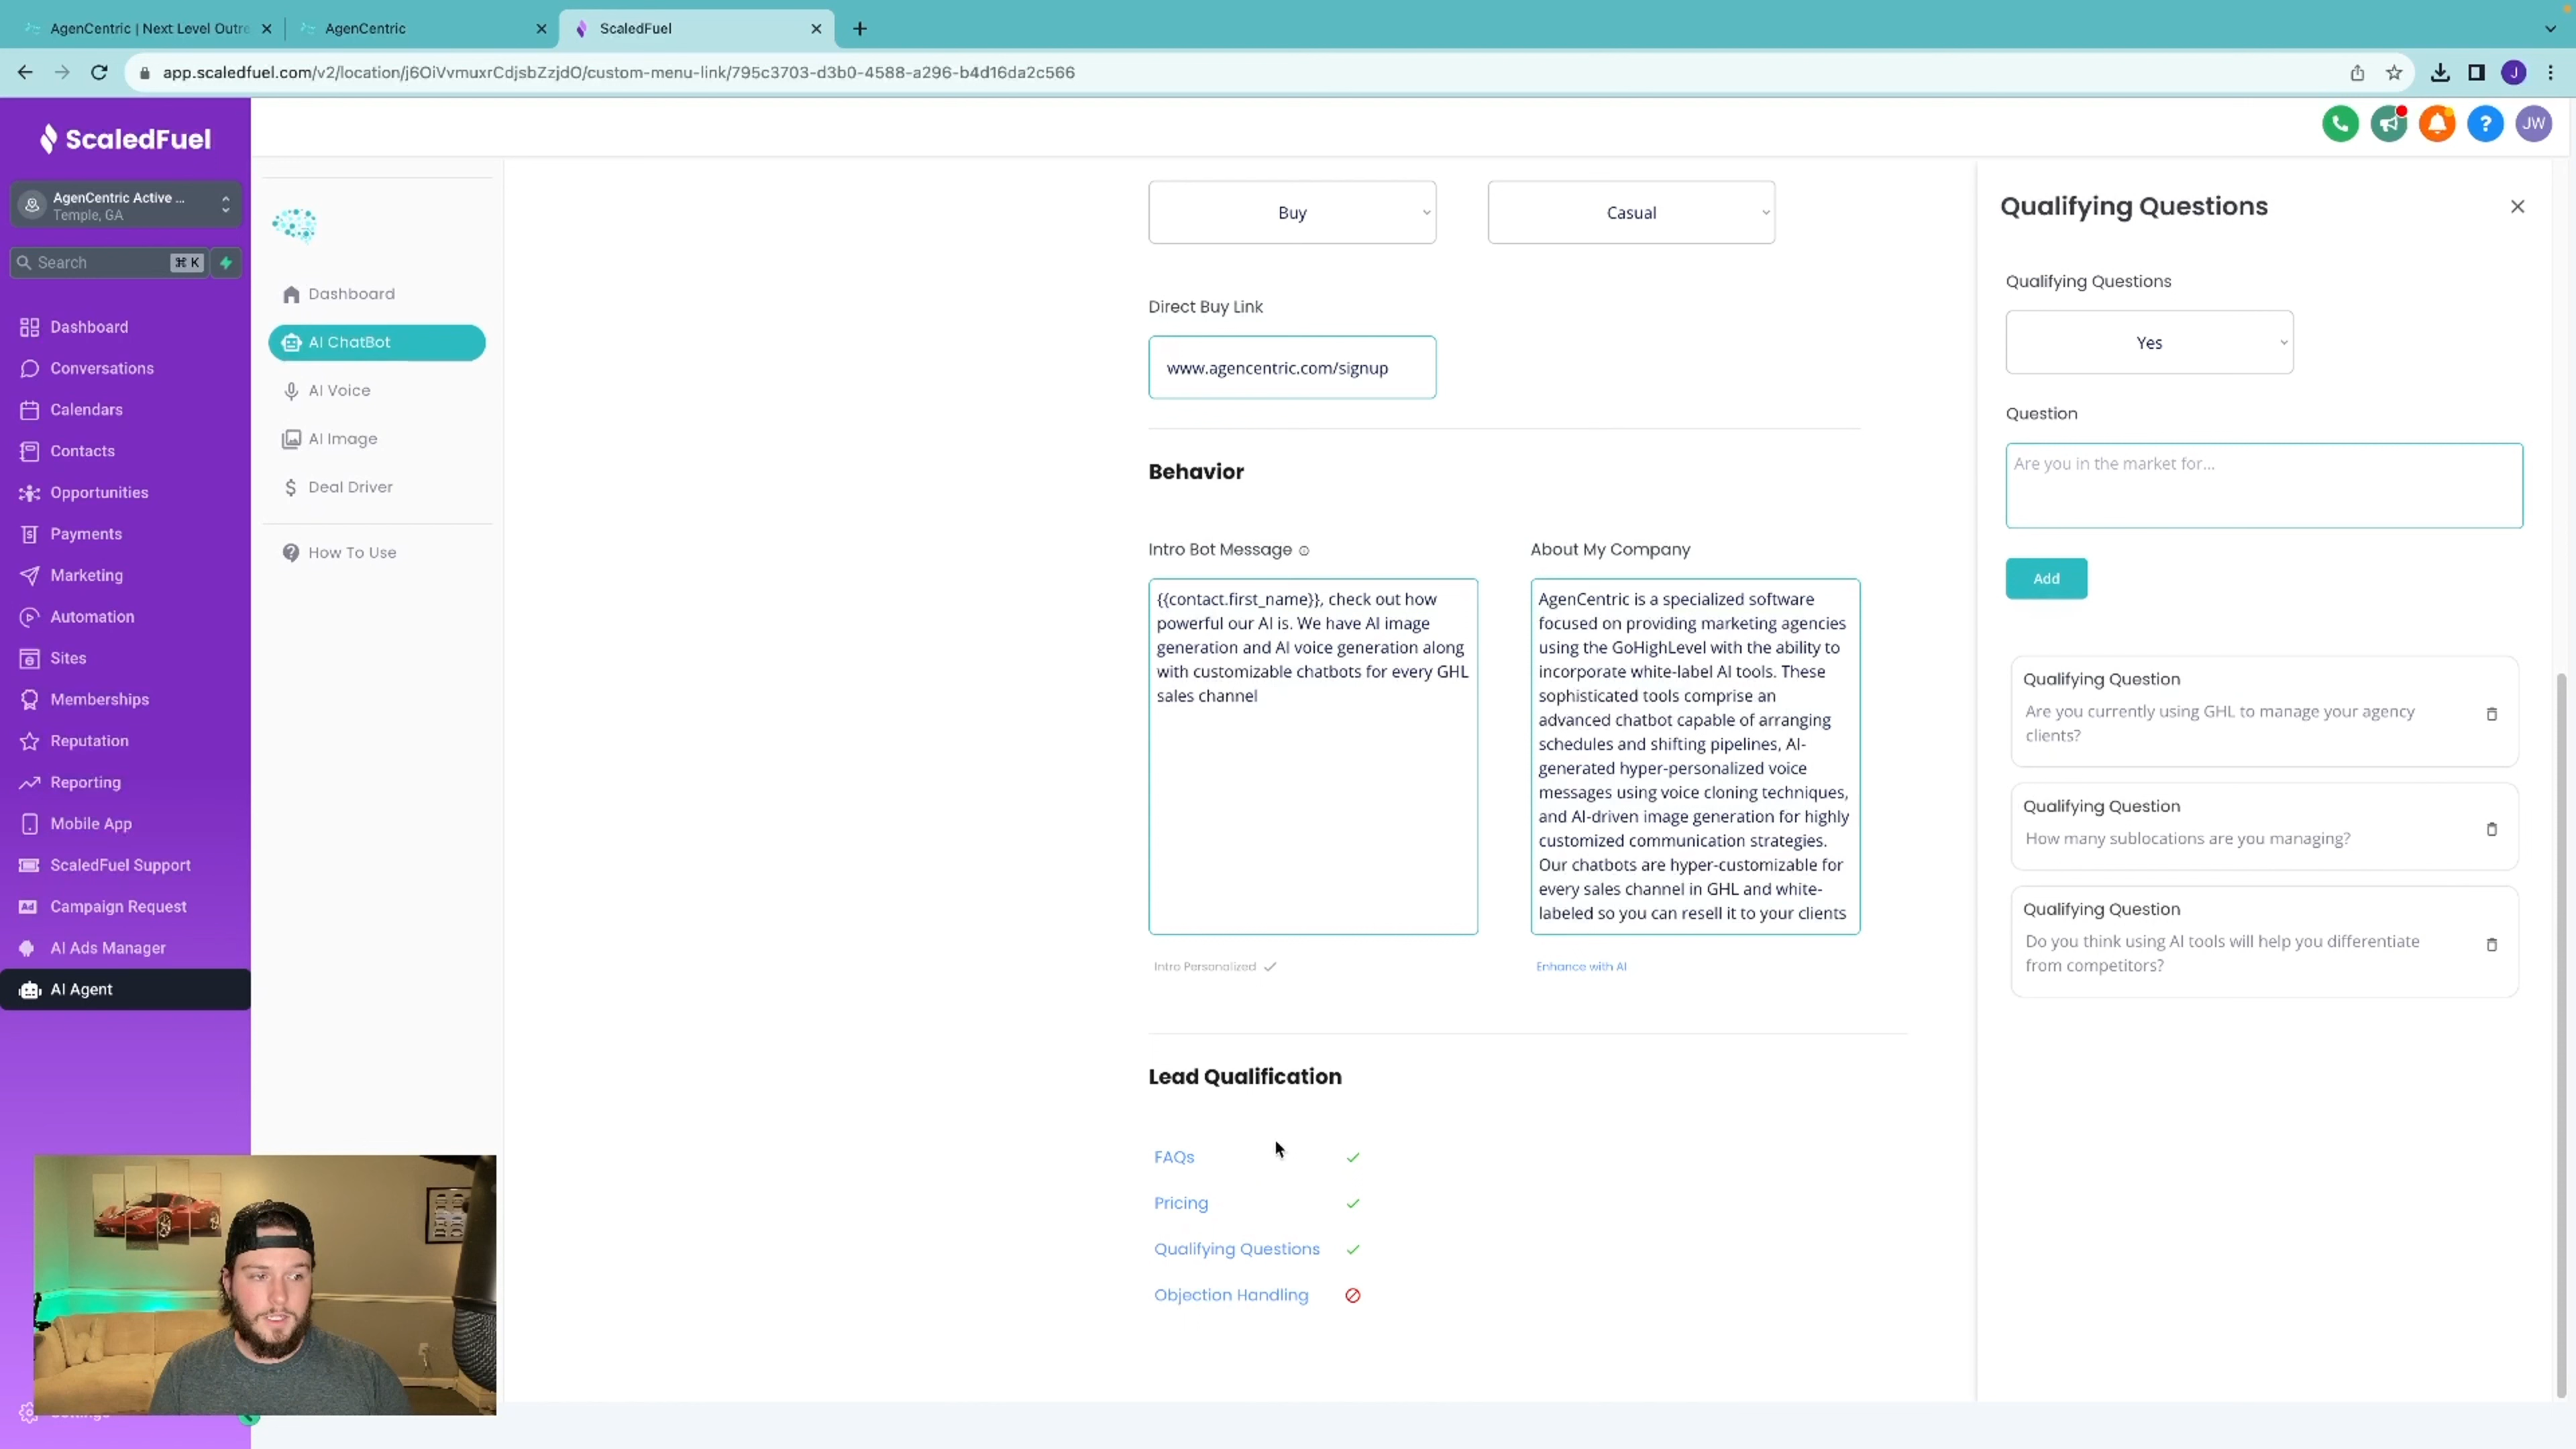 AgenCentric | Next Level Outre
AgenCentric
ScaledFuel
app.scaledfuel.com/v2/location/j6OiVvmuxrCdjsbZzjdO/custom-menu-link/795c3703-d3b0-4588-a296-b4d16da2c566
J
ScaledFuel
AgenCentric Active ...
Temple, GA
Search
⌘ K
Dashboard
Conversations
Calendars
Contacts
Opportunities
Payments
Marketing
Automation
Sites
Memberships
Reputation
Reporting
Mobile App
ScaledFuel Support
Ad
Campaign Request
AI Ads Manager
AI Agent
Dashboard
AI ChatBot
AI Voice
AI Image
$ Deal Driver
How To Use
?
JW
Buy
Casual
Direct Buy Link
www.agencentric.com/signup
Behavior
Intro Bot Message
{{contact.first_name}}, check out how
powerful our AI is. We have AI image
generation and AI voice generation along
with customizable chatbots for every GHL
sales channel
Intro Personalized
About My Company
AgenCentric is a specialized software
focused on providing marketing agencies
using the GoHighLevel with the ability to
incorporate white-label AI tools. These
sophisticated tools comprise an
advanced chatbot capable of arranging
schedules and shifting pipelines, AI-
generated hyper-personalized voice
messages using voice cloning techniques,
and AI-driven image generation for highly
customized communication strategies.
Our chatbots are hyper-customizable for
every sales channel in GHL and white-
labeled so you can resell it to your clients
Enhance with AI
Lead Qualification
FAQs
Pricing
Qualifying Questions
Objection Handling
Qualifying Questions
Qualifying Questions
Yes
Question
Are you in the market for...
Add
Qualifying Question
Are you currently using GHL to manage your agency
clients?
Qualifying Question
How many sublocations are you managing?
Qualifying Question
Do you think using AI tools will help you differentiate
from competitors?